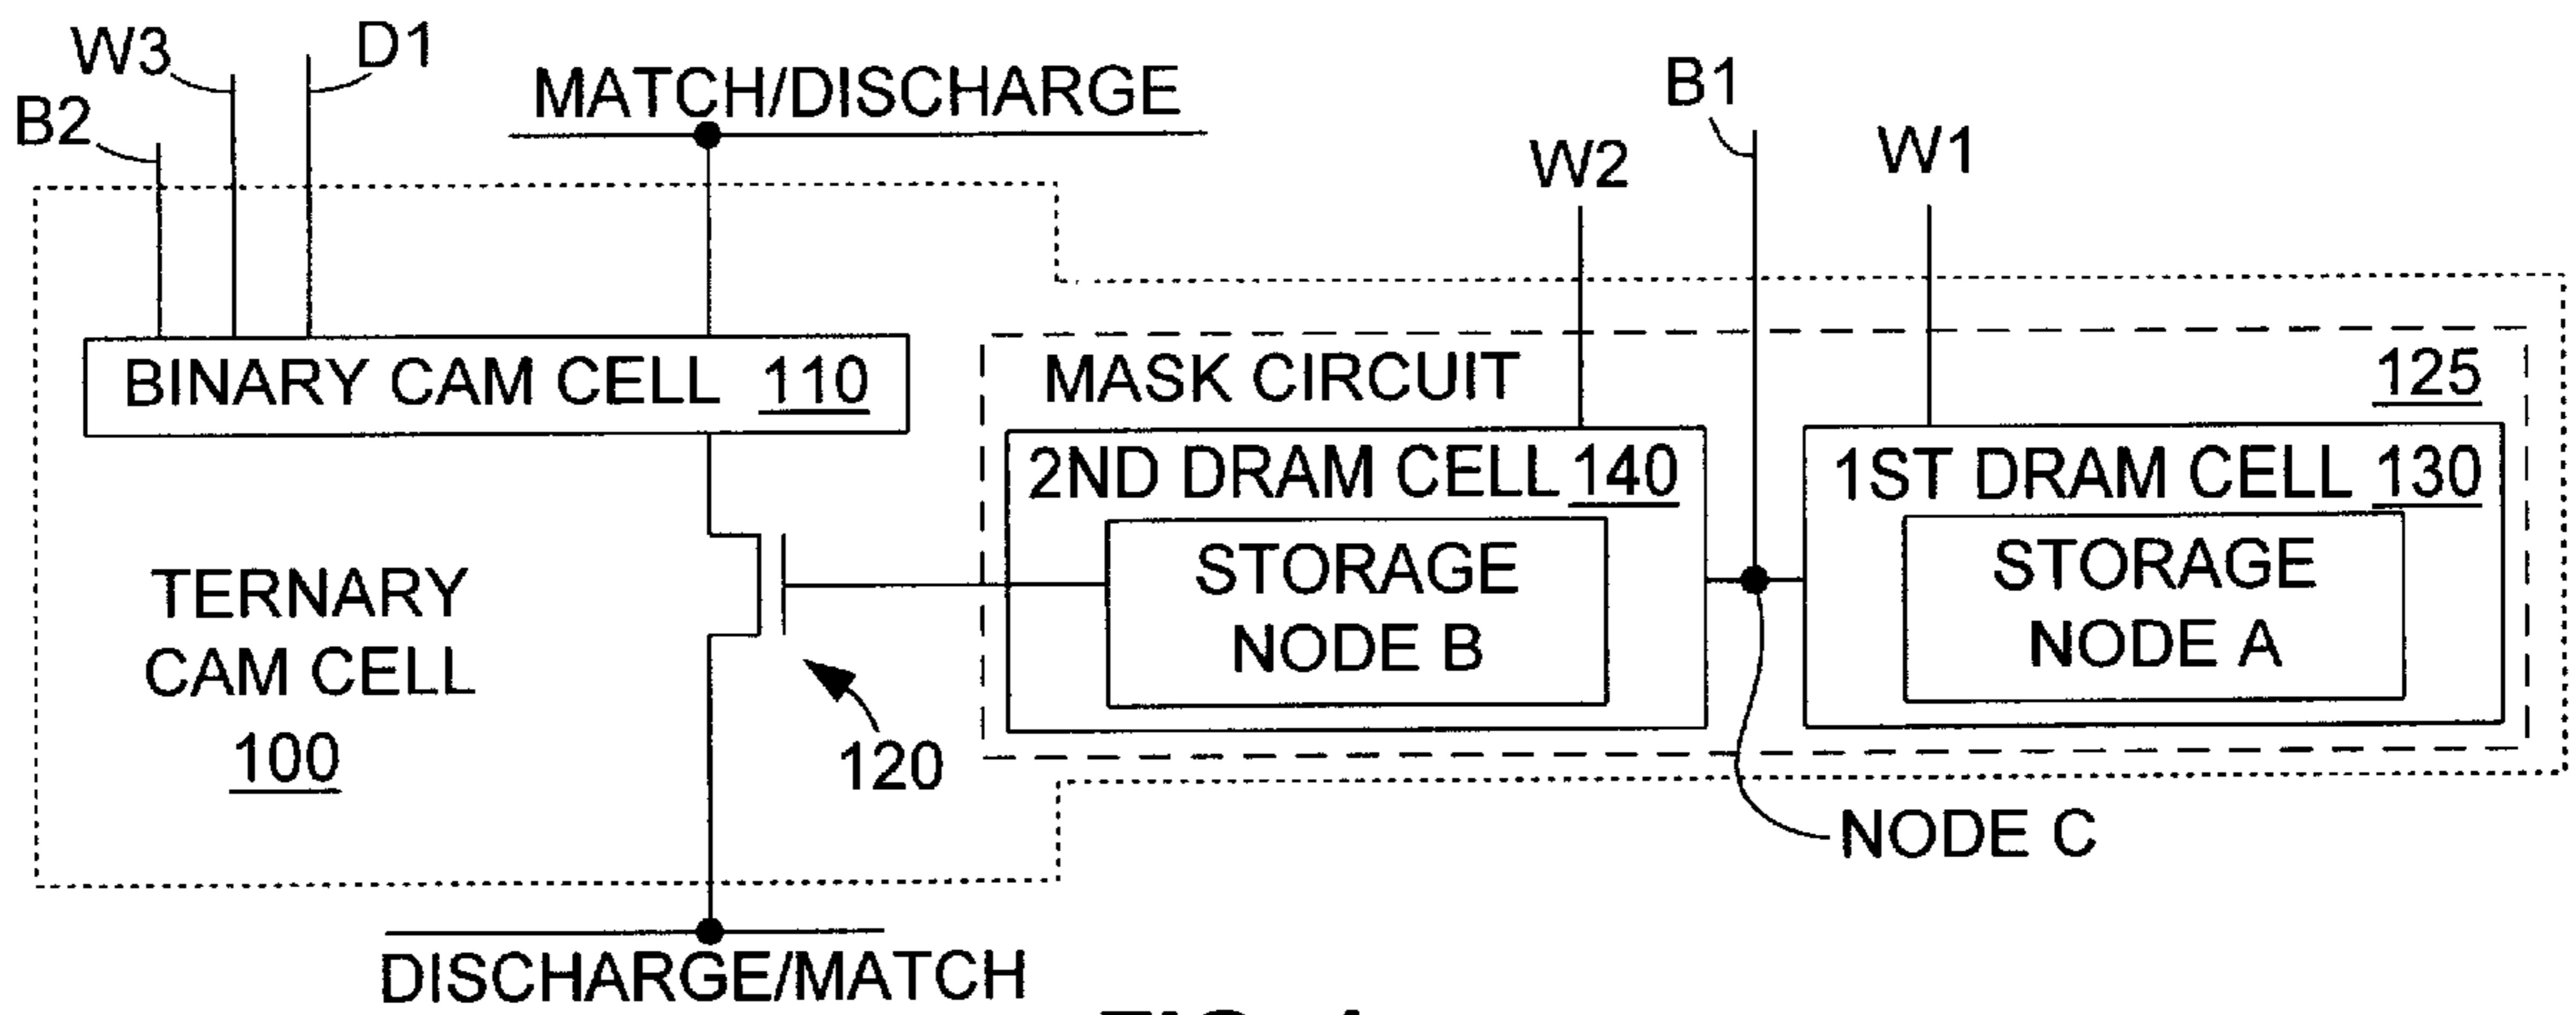 W3
D1
B2
MATCH/DISCHARGE
B1
W2
W1
BINARY CAM CELL 110
MASK CIRCUIT
125
2ND DRAM CELL 140
1ST DRAM CELL 130
STORAGE
NODE B
STORAGE
NODE A
TERNARY
CAM CELL
100
120
NODE C
DISCHARGE/MATCH